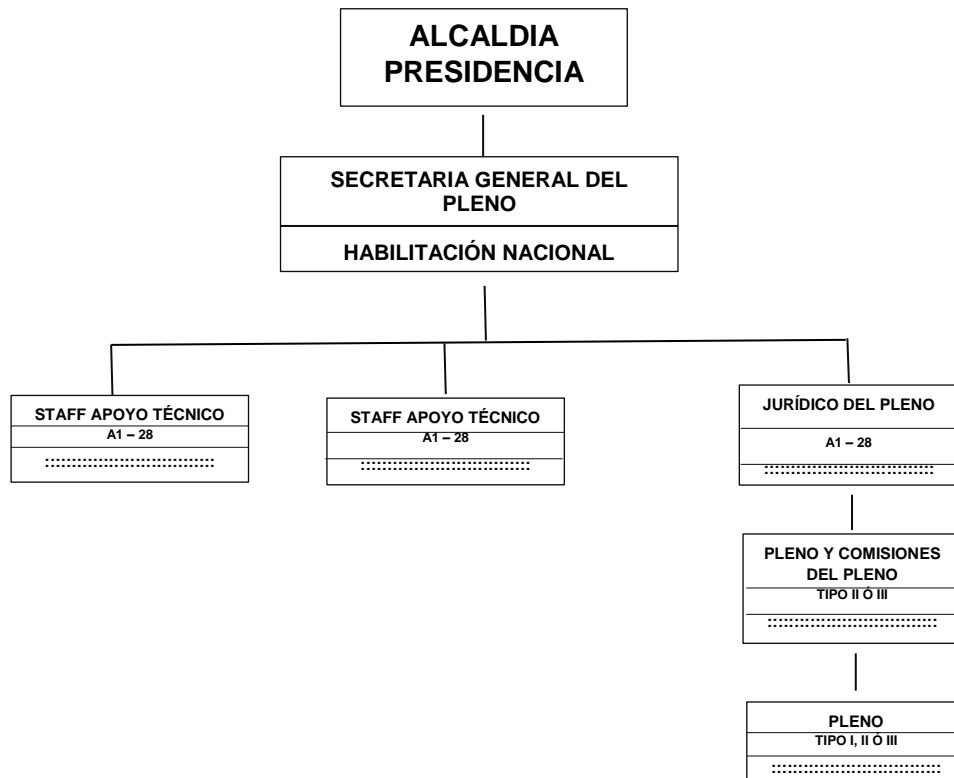 ALCALDIA
PRESIDENCIA
SECRETARIA GENERAL DEL
PLENO
HABILITACIÓN NACIONAL
STAFF APOYO TÉCNICO
A1 – 28
::::::::::::::::::::::::::::::::
STAFF APOYO TÉCNICO
A1 – 28
::::::::::::::::::::::::::::::::
JURÍDICO DEL PLENO
A1 – 28
::::::::::::::::::::::::::::::::
PLENO Y COMISIONES
DEL PLENO
TIPO II Ó III
::::::::::::::::::::::::::::::::
PLENO
TIPO I, II Ó III
::::::::::::::::::::::::::::::::